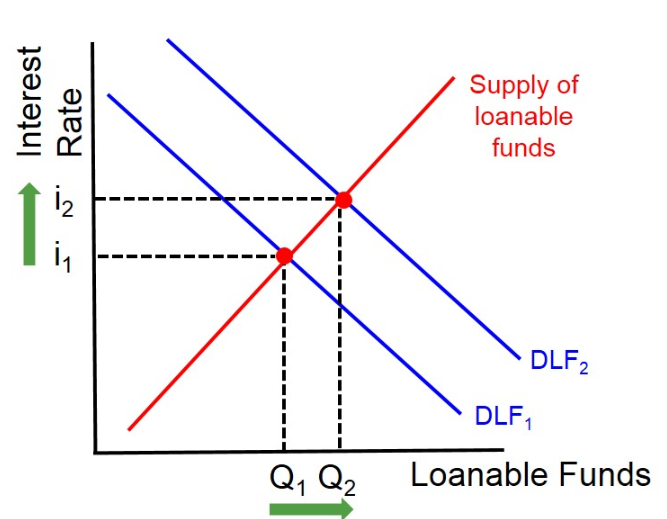 Interest
Rate
Supply of
loanable
funds
i₂
i₁
DLF₂
DLF₁
Q₁ Q₂
Loanable Funds